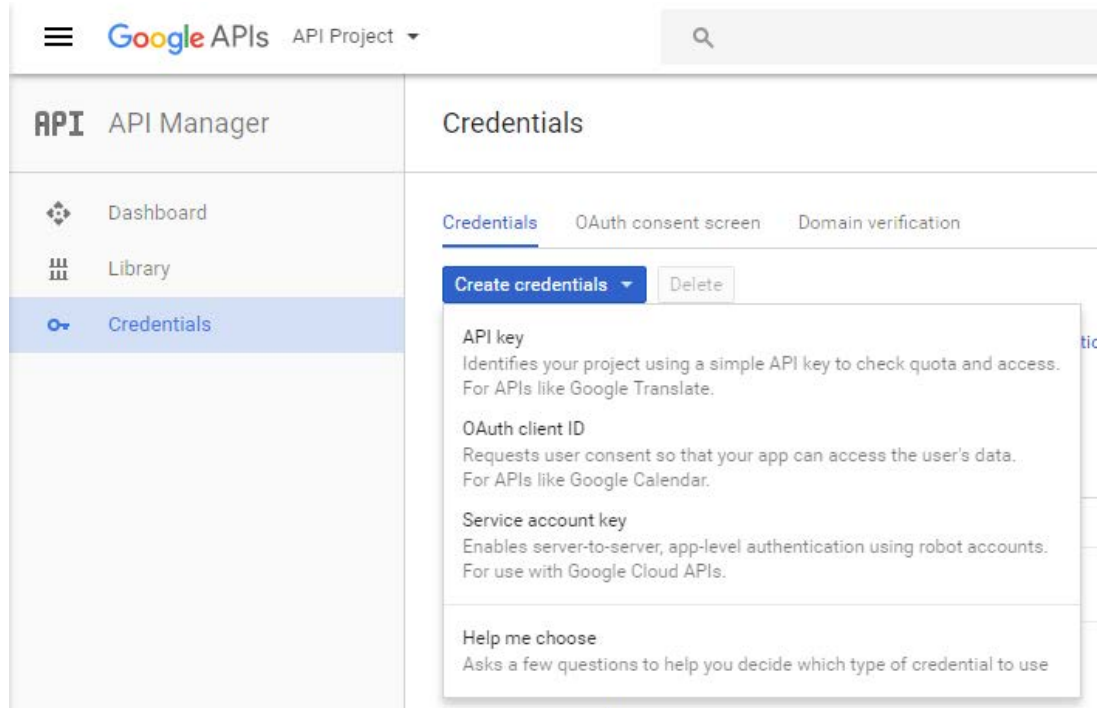 Google APIs API Project
API API Manager
Credentials
Dashboard
Library
Credentials
Credentials OAuth consent screen Domain verification
Create credentials Delete
API key
Identifies your project using a simple API key to check quota and access.
For APIs like Google Translate.
OAuth client ID
Requests user consent so that your app can access the user's data.
For APIs like Google Calendar.
Service account key
Enables server-to-server, app-level authentication using robot accounts.
For use with Google Cloud APIs.
Help me choose
Asks a few questions to help you decide which type of credential to use